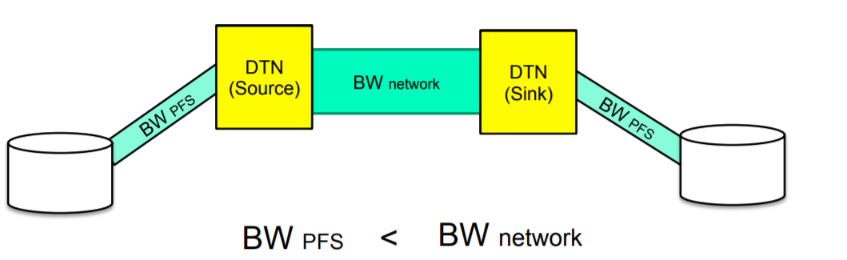 DTN
(Source)
BW network
DTN
(Sink)
BW PFS
BW PFS
BW PFS < BW network